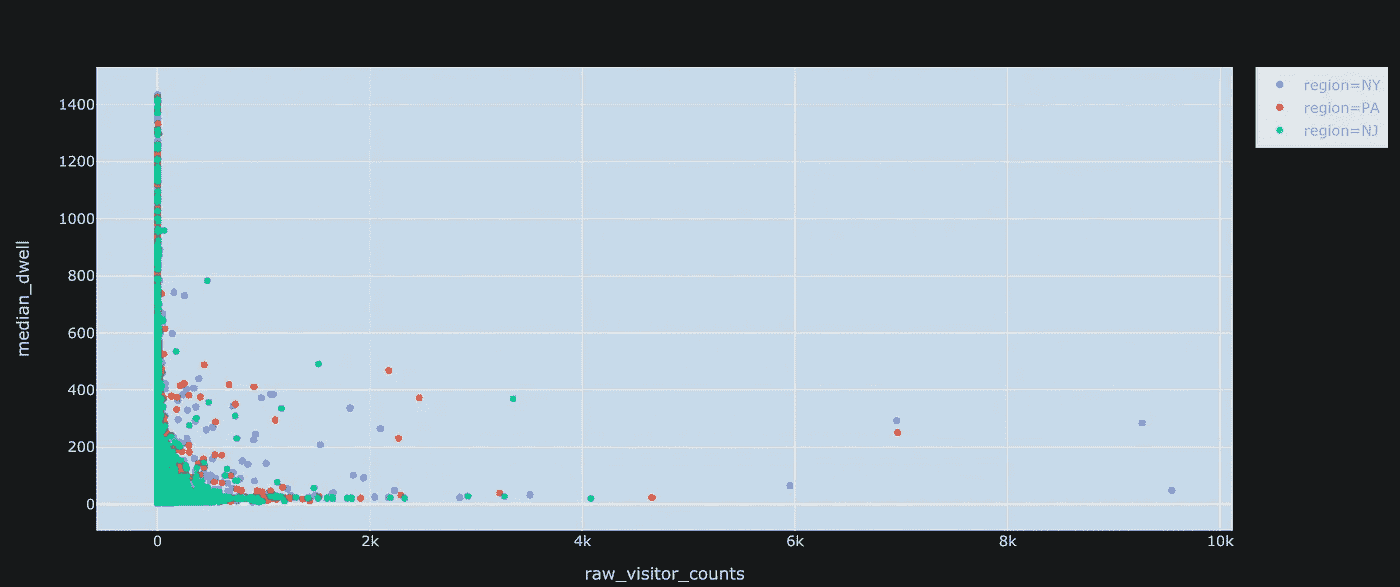 1400
1200
1000
800
600
400
200
0
median_dwell
0 2k 4k 6k 8k 10k
raw_visitor_counts
region=NY
region=PA
region=NJ